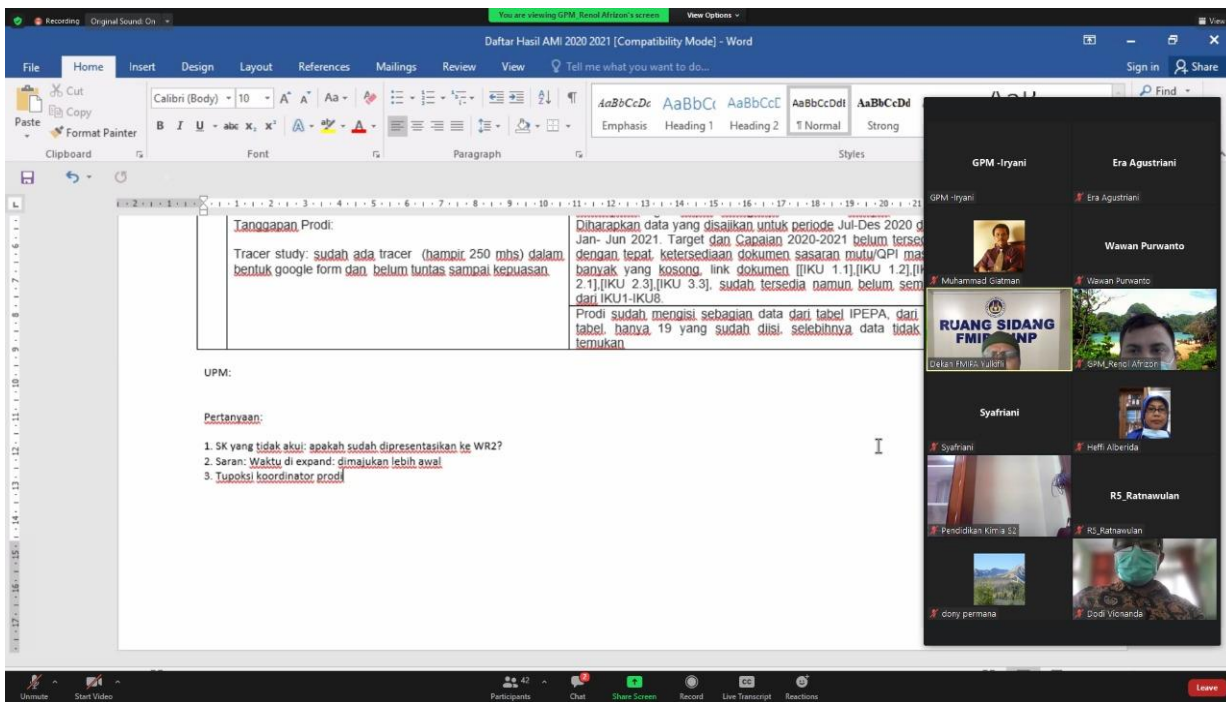 Recording
Original Sound: On
You are viewing GPM_Renol Afrizon's screen
View Options
View
Daftar Hasil AMI 2020 2021 [Compatibility Mode] - Word
File Home Insert Design Layout References Mailings Review View Tell me what you want to do...
Sign in Share
Cut
Copy
Paste
Format Painter
Clipboard
Calibri (Body) 10
Font
Paragraph
AaBbCcDc AaBbCc AaBbCcD AaBbCcDdE AaBbCcDd
Emphasis Heading 1 Heading 2 ¶ Normal Strong
Styles
Find
Tanggapan Prodi:
Tracer study: sudah ada tracer (hampir 250 mhs) dalam
bentuk google form dan belum tuntas sampai kepuasan
Diharapkan data yang disajikan untuk periode Jul-Des 2020 d
Jan- Jun 2021. Target dan Capaian 2020-2021 belum terse
dengan tepat, ketersediaan dokumen sasaran mutu/QPI mas
banyak yang kosong, link dokumen [[IKU 1.1],[IKU 1.2],[I
2.1],[IKU 2.3],[IKU 3.3], sudah tersedia namun belum sem
dari IKU1-IKU8.
Prodi sudah mengisi sebagian data dari tabel IPEPA, dari
tabel, hanya 19 yang sudah diisi, selebihnya data tidak
temukan
UPM:
Pertanyaan:
1. SK yang tidak akui: apakah sudah dipresentasikan ke WR2?
2. Saran: Waktu di expand: dimajukan lebih awal
3. Tupoksi koordinator prodi
GPM -Iryani
GPM -Iryani
Era Agustriani
Era Agustriani
Muhammad Giatman
Wawan Purwanto
Wawan Purwanto
RUANG SIDANG
FMIPA UNP
Dekan FMIPA Yulkifli
GPM_Renol Afrizon
Syafriani
Syafriani
Heffi Alberida
Pendidikan Kimia S2
R5_Ratnawulan
R5_Ratnawulan
dony permana
Dodi Vionanda
Unmute
Start Video
42
Participants
2
Chat
Share Screen
Record
CC
Live Transcript
Reactions
Leave